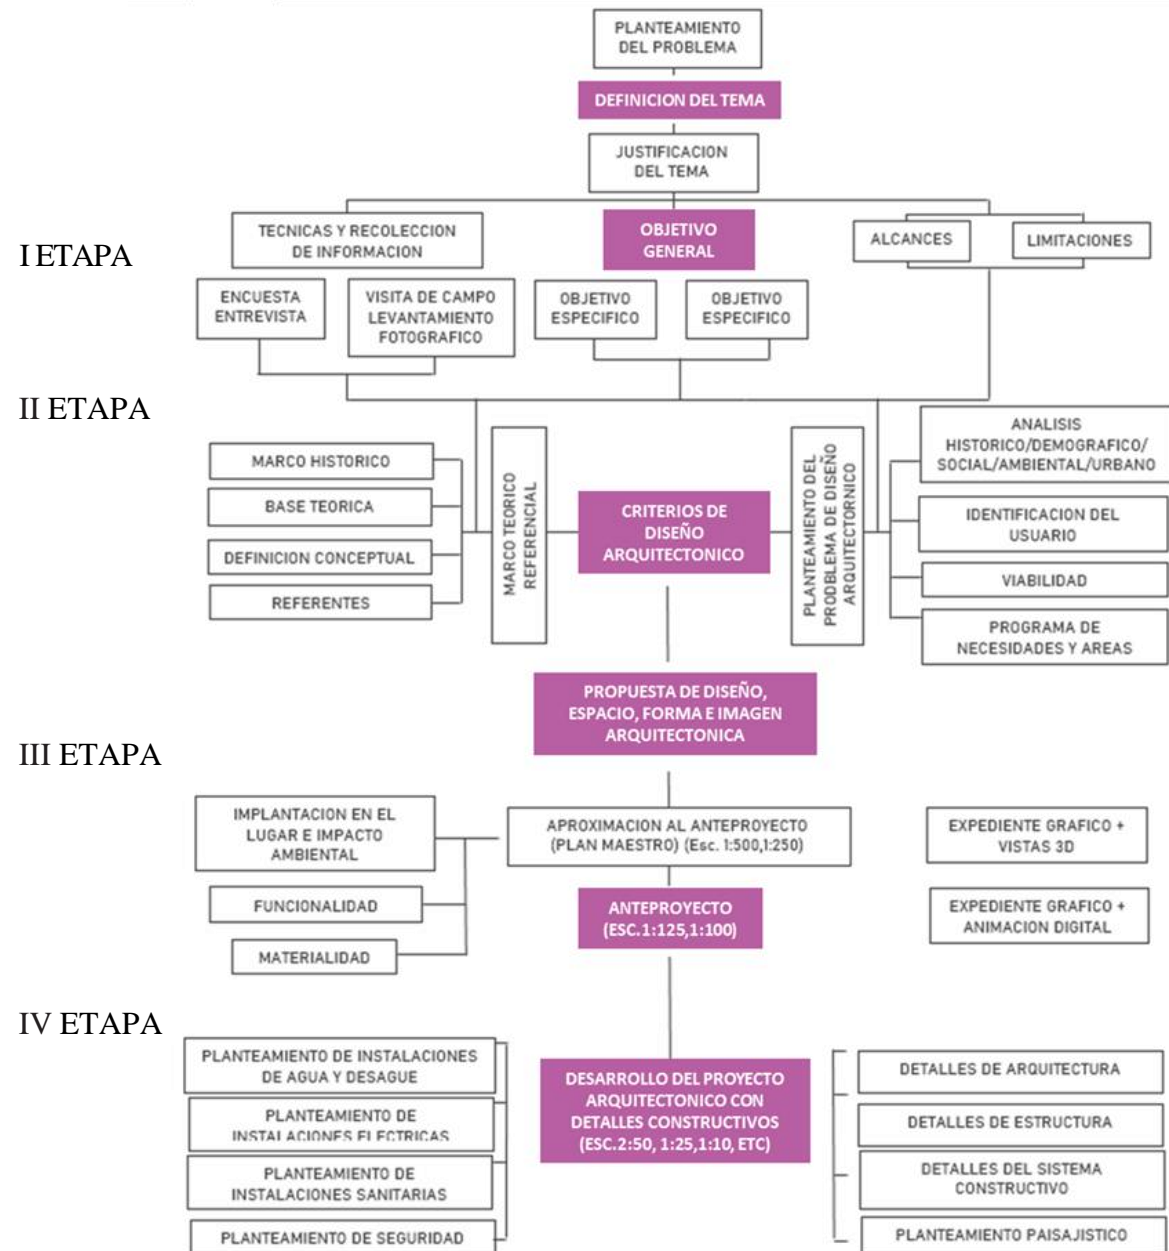 PLANTEAMIENTO
DEL PROBLEMA
DEFINICION DEL TEMA
JUSTIFICACION
DEL TEMA
I ETAPA
TECNICAS Y RECOLECCION
DE INFORMACION
OBJETIVO
GENERAL
ALCANCES
LIMITACIONES
ENCUESTA
ENTREVISTA
VISITA DE CAMPO
LEVANTAMIENTO
FOTOGRAFICO
OBJETIVO
ESPECIFICO
OBJETIVO
ESPECIFICO
II ETAPA
MARCO HISTORICO
BASE TEORICA
DEFINICION CONCEPTUAL
REFERENTES
MARCO TEORICO
REFERENCIAL
CRITERIOS DE
DISEÑO
ARQUITECTONICO
PLANTEAMIENTO DEL
PRODBLEMA DE DISEÑO
ARQUITECTORNICO
ANALISIS
HISTORICO/DEMOGRAFICO/
SOCIAL/AMBIENTAL/URBANO
IDENTIFICACION DEL
USUARIO
VIABILIDAD
PROGRAMA DE
NECESIDADES Y AREAS
PROPUESTA DE DISEÑO,
ESPACIO, FORMA E IMAGEN
ARQUITECTONICA
III ETAPA
IMPLANTACION EN EL
LUGAR E IMPACTO
AMBIENTAL
FUNCIONALIDAD
MATERIALIDAD
APROXIMACION AL ANTEPROYECTO
(PLAN MAESTRO) (Esc. 1:500,1:250)
ANTEPROYECTO
(ESC.1:125,1:100)
EXPEDIENTE GRAFICO +
VISTAS 3D
EXPEDIENTE GRAFICO +
ANIMACION DIGITAL
IV ETAPA
PLANTEAMIENTO DE INSTALACIONES
DE AGUA Y DESAGUE
PLANTEAMIENTO DE
INSTALACIONES ELECTRICAS
PLANTEAMIENTO DE
INSTALACIONES SANITARIAS
PLANTEAMIENTO DE SEGURIDAD
DESARROLLO DEL PROYECTO
ARQUITECTONICO CON
DETALLES CONSTRUCTIVOS
(ESC.2:50, 1:25,1:10, ETC)
DETALLES DE ARQUITECTURA
DETALLES DE ESTRUCTURA
DETALLES DEL SISTEMA
CONSTRUCTIVO
PLANTEAMIENTO PAISAJISTICO